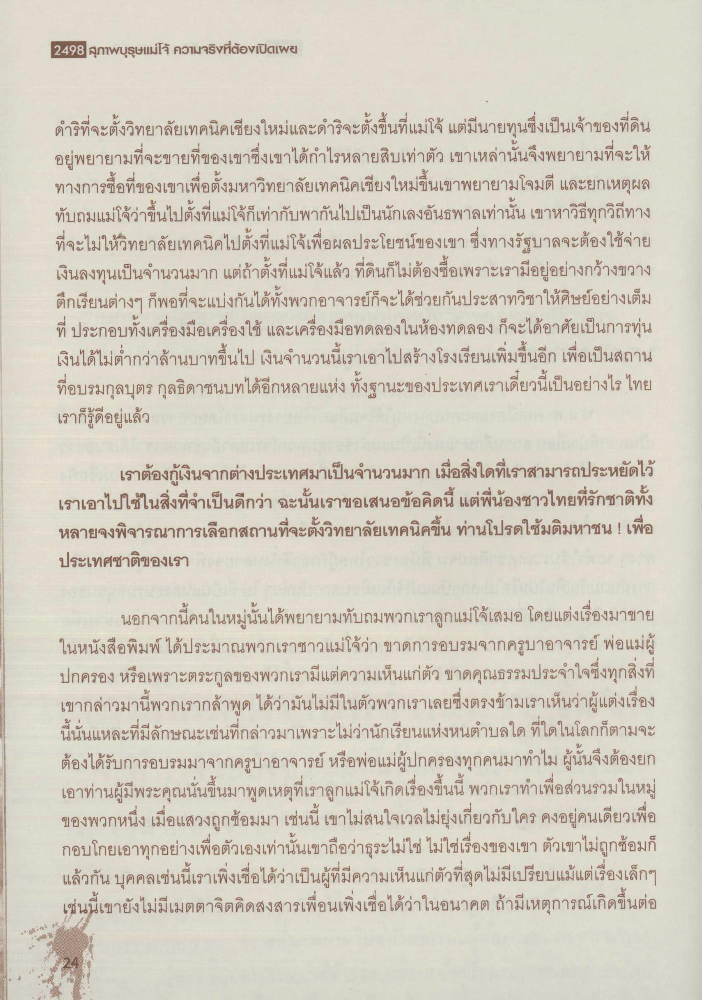 2498 สุภาพบุรุษแม่โจ้ ความจริงที่ต้องเปิดเผย
ดำริที่จะตั้งวิทยาลัยเทคนิคเชียงใหม่และดำริจะตั้งขึ้นที่แม่โจ้ แต่มีนายทุนซึ่งเป็นเจ้าของที่ดิน
อยู่พยายามที่จะขายที่ของเขาซึ่งเขาได้กำไรหลายสิบเท่าตัว เขาเหล่านั้นจึงพยายามที่จะให้
ทางการซื้อที่ของเขาเพื่อตั้งมหาวิทยาลัยเทคนิคเชียงใหม่ขึ้นเขาพยายามโจมตี และยกเหตุผล
ทับถมแม่โจ้ว่าขึ้นไปตั้งที่แม่โจ้ก็เท่ากับพากันไปเป็นนักเลงอันธพาลเท่านั้น เขาหาวิธีทุกวิถีทาง
ที่จะไม่ให้วิทยาลัยเทคนิคไปตั้งที่แม่โจ้เพื่อผลประโยชน์ของเขา ซึ่งทางรัฐบาลจะต้องใช้จ่าย
เงินลงทุนเป็นจำนวนมาก แต่ถ้าตั้งที่แม่โจ้แล้ว ที่ดินก็ไม่ต้องซื้อเพราะเรามีอยู่อย่างกว้างขวาง
ตึกเรียนต่างๆ ก็พอที่จะแบ่งกันได้ทั้งพวกอาจารย์ก็จะได้ช่วยกันประสาทวิชาให้ศิษย์อย่างเต็ม
ที่ ประกอบทั้งเครื่องมือเครื่องใช้ และเครื่องมือทดลองในห้องทดลอง ก็จะได้อาศัยเป็นการทุ่น
เงินได้ไม่ต่ำกว่าล้านบาทขึ้นไป เงินจำนวนนี้เราเอาไปสร้างโรงเรียนเพิ่มขึ้นอีก เพื่อเป็นสถาน
ที่อบรมกุลบุตร กุลธิดาชนบทได้อีกหลายแห่ง ทั้งฐานะของประเทศเราเดี๋ยวนี้เป็นอย่างไร ไทย
เราก็รู้ดีอยู่แล้ว
เราต้องกู้เงินจากต่างประเทศมาเป็นจำนวนมาก เมื่อสิ่งใดที่เราสามารถประหยัดไว้
เราเอาไปใช้ในสิ่งที่จำเป็นดีกว่า ฉะนั้นเราขอเสนอข้อคิดนี้ แต่พี่น้องชาวไทยที่รักชาติทั้ง
หลายจงพิจารณาการเลือกสถานที่จะตั้งวิทยาลัยเทคนิคขึ้น ท่านโปรดใช้มติมหาชน ! เพื่อ
ประเทศชาติของเรา
นอกจากนี้คนในหมู่นั้นได้พยายามทับถมพวกเราลูกแม่โจ้เสมอ โดยแต่งเรื่องมาขาย
ในหนังสือพิมพ์ ได้ประมาณพวกเราชาวแม่โจ้ว่า ขาดการอบรมจากครูบาอาจารย์ พ่อแม่ผู้
ปกครอง หรือเพราะตระกูลของพวกเรามีแต่ความเห็นแก่ตัว ขาดคุณธรรมประจำใจซึ่งทุกสิ่งที่
เขากล่าวมานี้พวกเรากล้าพูด ได้ว่ามันไม่มีในตัวพวกเราเลยซึ่งตรงข้ามเราเห็นว่าผู้แต่งเรื่อง
นี้นั่นแหละที่มีลักษณะเช่นที่กล่าวมาเพราะไม่ว่านักเรียนแห่งหนตำบลใด ที่ใดในโลกก็ตามจะ
ต้องได้รับการอบรมมาจากครูบาอาจารย์ หรือพ่อแม่ผู้ปกครองทุกคนมาทำไม ผู้นั้นจึงต้องยก
เอาท่านผู้มีพระคุณนั่นขึ้นมาพูดเหตุที่เราลูกแม่โจ้เกิดเรื่องขึ้นนี้ พวกเราทำเพื่อส่วนรวมในหมู่
ของพวกหนึ่ง เมื่อแสวงถูกซ้อมมา เช่นนี้ เขาไม่สนใจเวลไม่ยุ่งเกี่ยวกับใคร คงอยู่คนเดียวเพื่อ
กอบโกยเอาทุกอย่างเพื่อตัวเองเท่านั้นเขาถือว่าธุระไม่ใช่ ไม่ใช่เรื่องของเขา ตัวเขาไม่ถูกซ้อมก็
แล้วกัน บุคคลเช่นนี้เราเพิ่งเชื่อได้ว่าเป็นผู้ที่มีความเห็นแก่ตัวที่สุดไม่มีเปรียบแม้แต่เรื่องเล็กๆ
เช่นนี้เขายังไม่มีเมตตาจิตคิดสงสารเพื่อนเพิ่งเชื่อได้ว่าในอนาคต ถ้ามีเหตุการณ์เกิดขึ้นต่อ
24